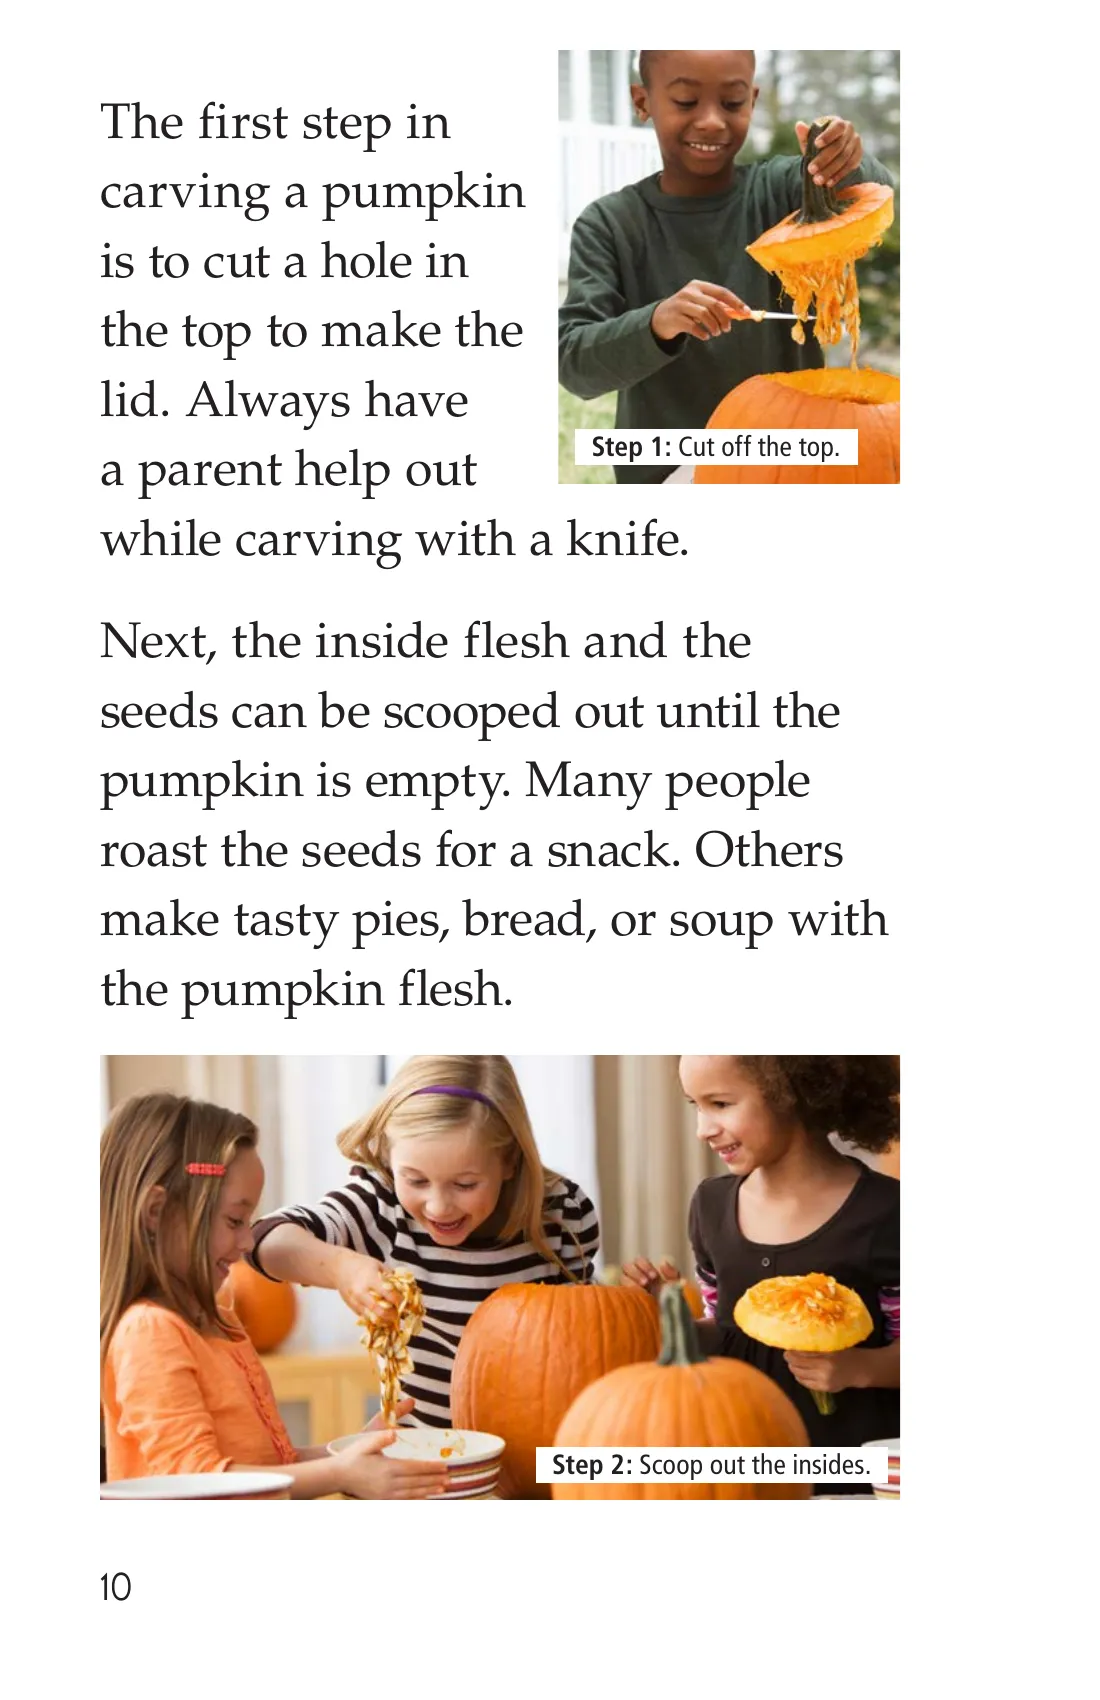 The first step in
carving a pumpkin
is to cut a hole in
the top to make the
lid. Always have
a parent help out
while carving with a knife.
Step 1: Cut off the top.
Next, the inside flesh and the
seeds can be scooped out until the
pumpkin is empty. Many people
roast the seeds for a snack. Others
make tasty pies, bread, or soup with
the pumpkin flesh.
Step 2: Scoop out the insides.
10